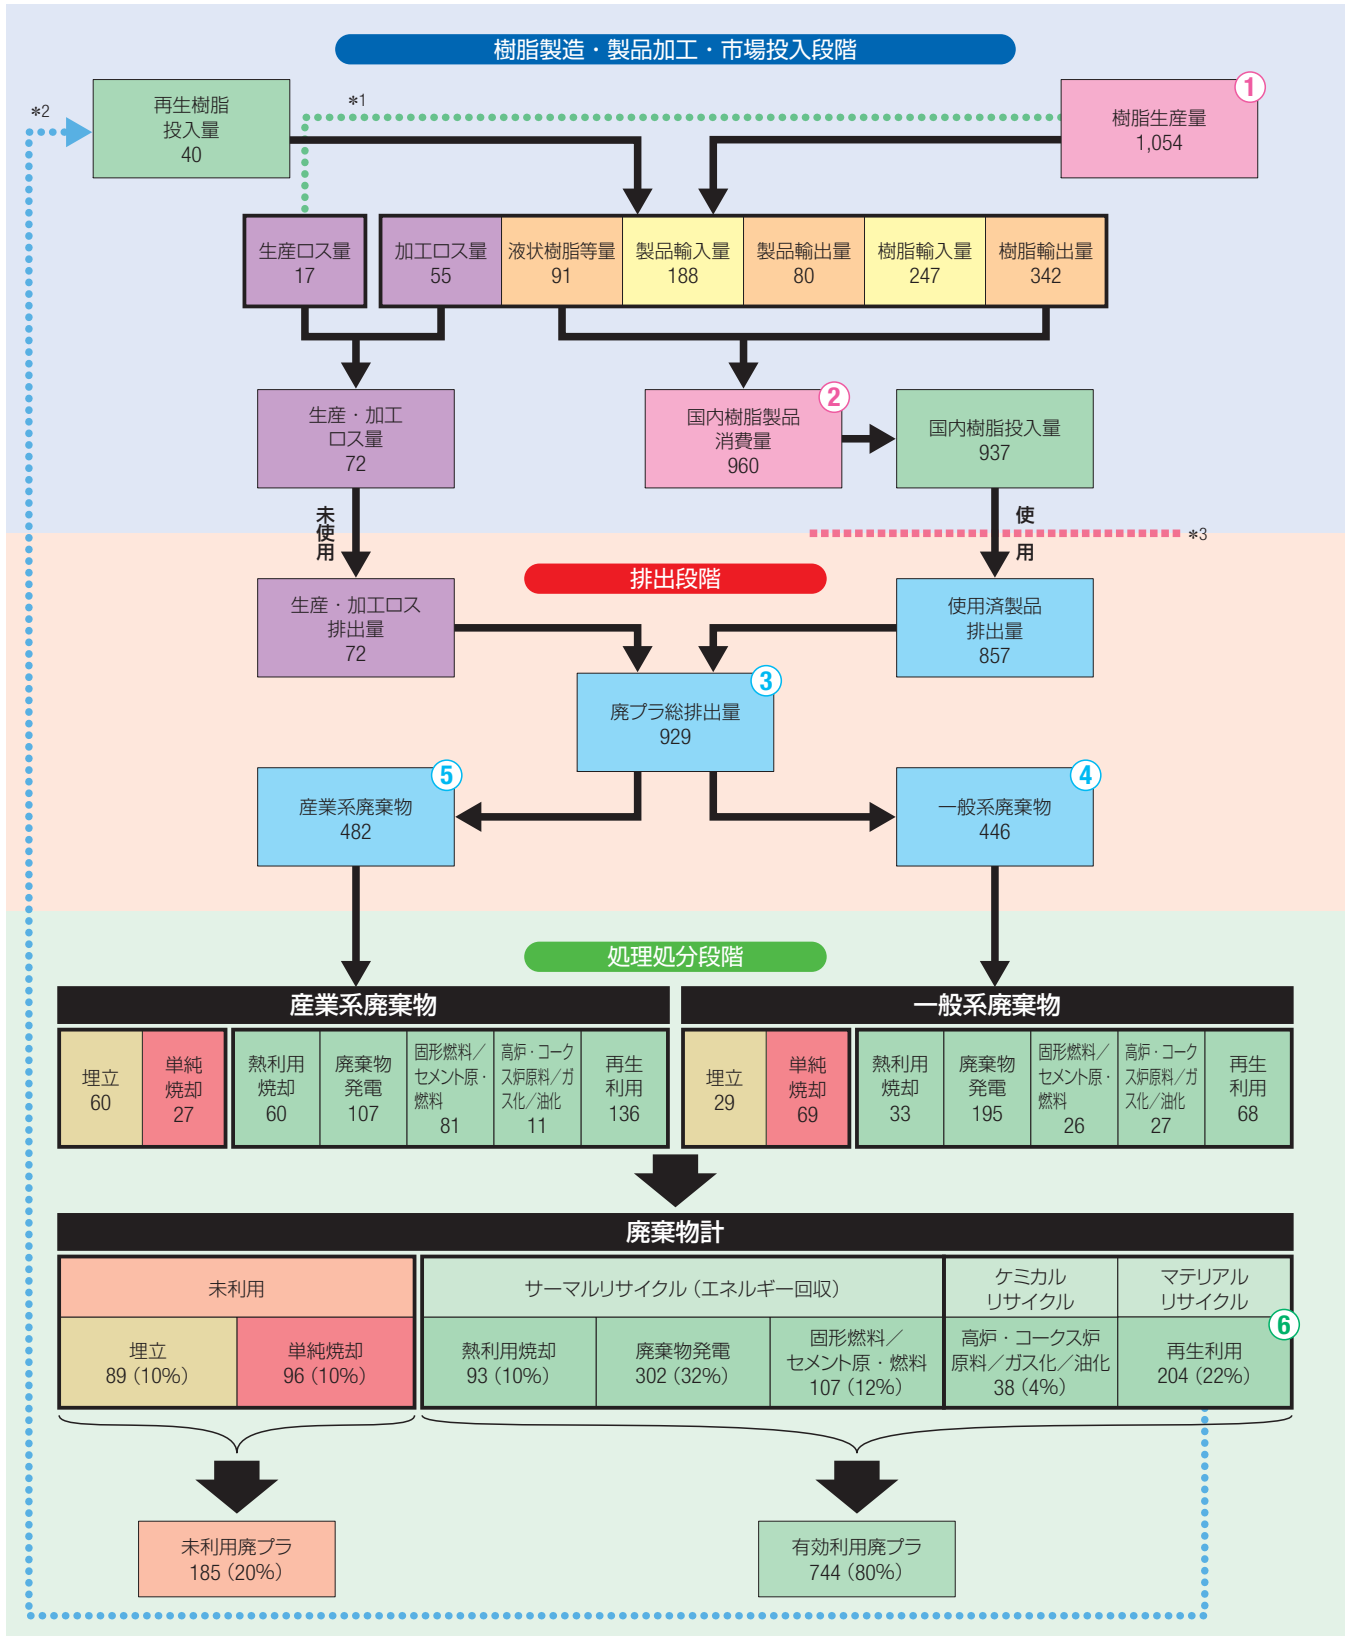 樹脂製造・製品加工・市場投入段階
*2
再生樹脂
投入量
40
*1
①
樹脂生産量
1,054
生産ロス量
17
加工ロス量
55
液状樹脂等量
91
製品輸入量
188
製品輸出量
80
樹脂輸入量
247
樹脂輸出量
342
生産・加工
ロス量
72
②
国内樹脂製品
消費量
960
国内樹脂投入量
937
未使用
使用
*3
排出段階
生産・加工ロス
排出量
72
使用済製品
排出量
857
③
廃プラ総排出量
929
⑤
産業系廃棄物
482
④
一般系廃棄物
446
処理処分段階
産業系廃棄物
埋立
60
単純
焼却
27
熱利用
焼却
60
廃棄物
発電
107
固形燃料／
セメント原・
燃料
81
高炉・コーク
ス炉原料／ガ
ス化／油化
11
再生
利用
136
一般系廃棄物
埋立
29
単純
焼却
69
熱利用
焼却
33
廃棄物
発電
195
固形燃料／
セメント原・
燃料
26
高炉・コーク
ス炉原料／ガ
ス化／油化
27
再生
利用
68
廃棄物計
未利用
サーマルリサイクル（エネルギー回収）
ケミカル
リサイクル
マテリアル
リサイクル
埋立
89（10%）
単純焼却
96（10%）
熱利用焼却
93（10%）
廃棄物発電
302（32%）
固形燃料／
セメント原・燃料
107（12%）
高炉・コークス炉
原料／ガス化／油化
38（4%）
⑥
再生利用
204（22%）
未利用廃プラ
185（20%）
有効利用廃プラ
744（80%）